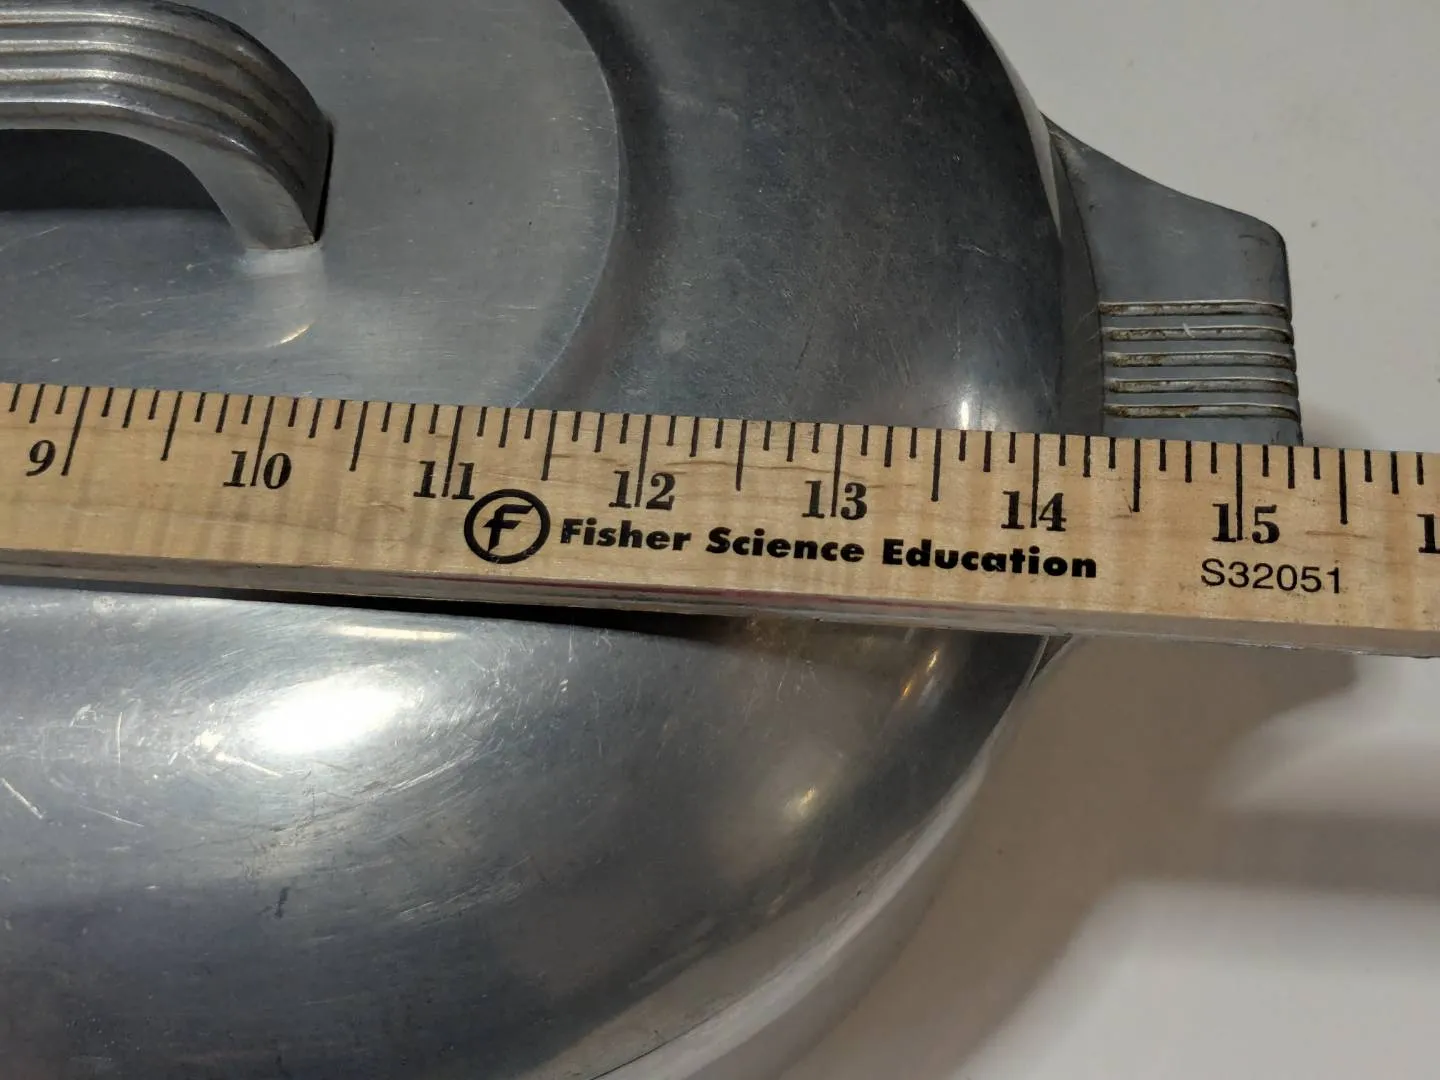 9 10 11 12 13 14 15
F Fisher Science Education
S32051